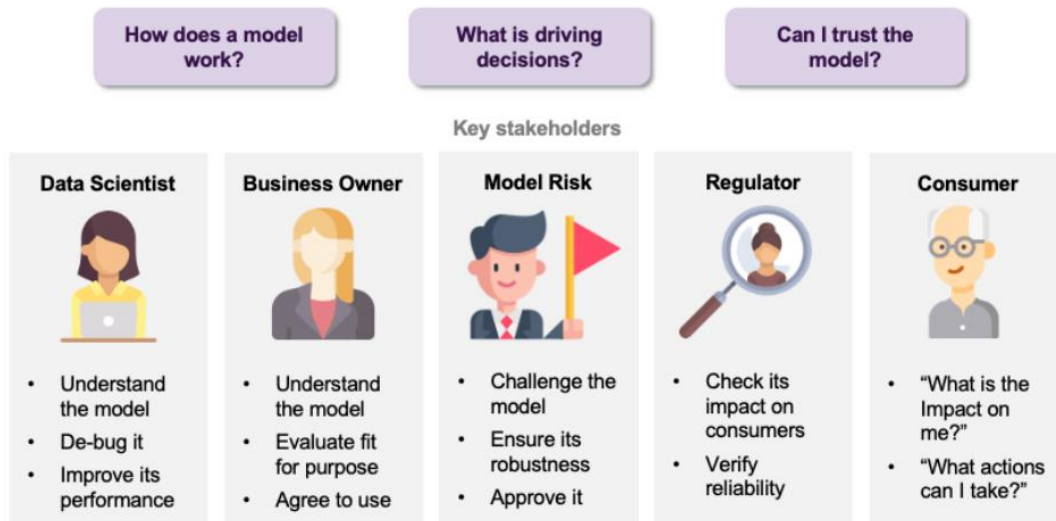 How does a model
work?
What is driving
decisions?
Can I trust the
model?
Key stakeholders
Data Scientist
• Understand
the model
• De-bug it
• Improve its
performance
Business Owner
• Understand
the model
• Evaluate fit
for purpose
• Agree to use
Model Risk
• Challenge the
model
• Ensure its
robustness
• Approve it
Regulator
• Check its
impact on
consumers
• Verify
reliability
Consumer
• “What is the
Impact on
me?”
• “What actions
can I take?”